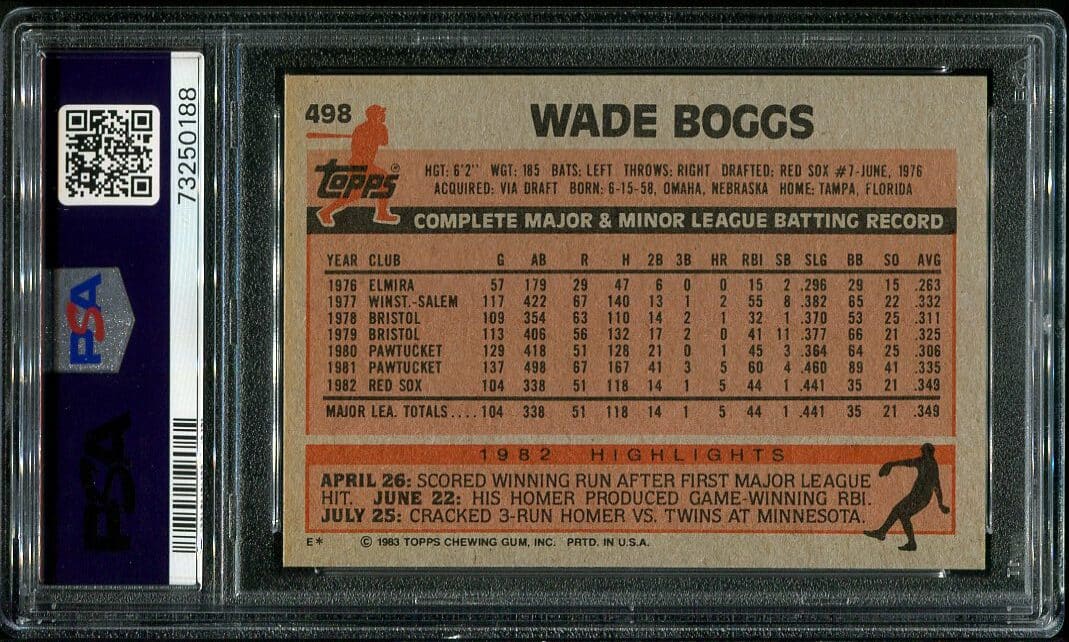 73250188
PSA
PSA
498
WADE BOGGS
topps®
HGT: 6'2'' WGT: 185 BATS: LEFT THROWS: RIGHT DRAFTED: RED SOX #7-JUNE, 1976
ACQUIRED: VIA DRAFT BORN: 6-15-58, OMAHA, NEBRASKA HOME: TAMPA, FLORIDA
COMPLETE MAJOR & MINOR LEAGUE BATTING RECORD
YEAR CLUB G AB R H 2B 3B HR RBI SB SLG BB SO AVG
1976 ELMIRA 57 179 29 47 6 0 0 15 2 .296 29 15 .263
1977 WINST.-SALEM 117 422 67 140 13 1 2 55 8 .382 65 22 .332
1978 BRISTOL 109 354 63 110 14 2 1 32 1 .370 53 25 .311
1979 BRISTOL 113 406 56 132 17 2 0 41 11 .377 66 21 .325
1980 PAWTUCKET 129 418 51 128 21 0 1 45 3 .364 64 25 .306
1981 PAWTUCKET 137 498 67 167 41 3 5 60 4 .460 89 41 .335
1982 RED SOX 104 338 51 118 14 1 5 44 1 .441 35 21 .349
MAJOR LEA. TOTALS.... 104 338 51 118 14 1 5 44 1 .441 35 21 .349
1982 HIGHLIGHTS
APRIL 26: SCORED WINNING RUN AFTER FIRST MAJOR LEAGUE
HIT. JUNE 22: HIS HOMER PRODUCED GAME-WINNING RBI.
JULY 25: CRACKED 3-RUN HOMER VS. TWINS AT MINNESOTA.
E* © 1983 TOPPS CHEWING GUM, INC. PRTD. IN U.S.A.